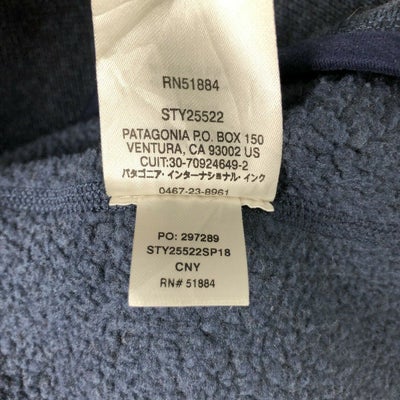 RN51884
STY25522
PATAGONIA P.O. BOX 150
VENTURA, CA 93002 US
CUIT:30-70924649-2
パタゴニア・インターナショナル・インク
0467-23-8961
PO: 297289
STY25522SP18
CNY
RN# 51884